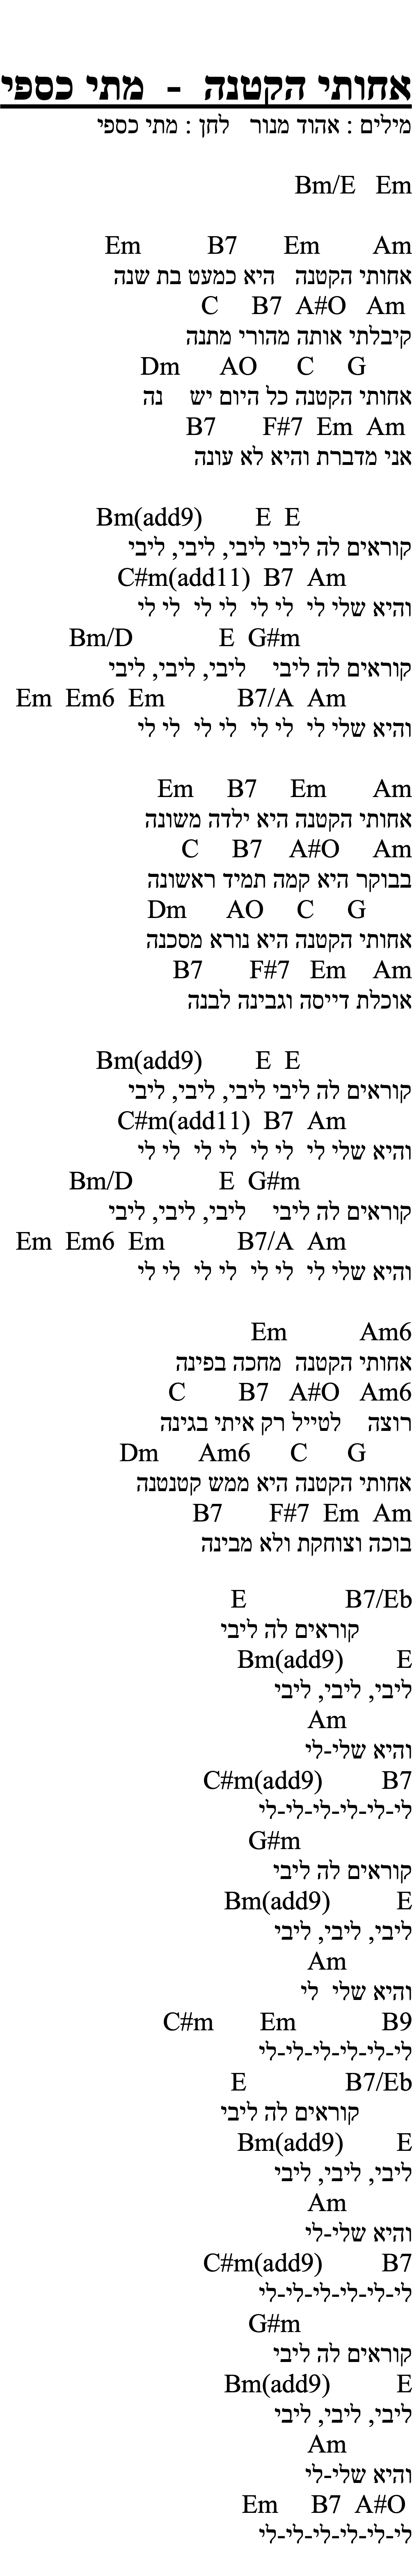 אחותי הקטנה - מתי כספי
מילים : אהוד מנור לחן : מתי כספי
Bm/E Em
Em B7 Em Am
אחותי הקטנה היא כמעט בת שנה
C B7 A#O Am
קיבלתי אותה מהורי מתנה
Dm AO C G
אחותי הקטנה כל היום יש נה
B7 F#7 Em Am
אני מדברת והיא לא עונה
Bm(add9) E E
קוראים לה ליבי ליבי, ליבי, ליבי
C#m(add11) B7 Am
והיא שלי לי לי לי לי לי לי לי
Bm/D E G#m
קוראים לה ליבי ליבי, ליבי, ליבי
Em Em6 Em B7/A Am
והיא שלי לי לי לי לי לי לי לי
Em B7 Em Am
אחותי הקטנה היא ילדה משונה
C B7 A#O Am
בבוקר היא קמה תמיד ראשונה
Dm AO C G
אחותי הקטנה היא נורא מסכנה
B7 F#7 Em Am
אוכלת דייסה וגבינה לבנה
Bm(add9) E E
קוראים לה ליבי ליבי, ליבי, ליבי
C#m(add11) B7 Am
והיא שלי לי לי לי לי לי לי לי
Bm/D E G#m
קוראים לה ליבי ליבי, ליבי, ליבי
Em Em6 Em B7/A Am
והיא שלי לי לי לי לי לי לי לי
Em Am6
אחותי הקטנה מחכה בפינה
C B7 A#O Am6
רוצה לטייל רק איתי בגינה
Dm Am6 C G
אחותי הקטנה היא ממש קטנטנה
B7 F#7 Em Am
בוכה וצוחקת ולא מבינה
E B7/Eb
קוראים לה ליבי
Bm(add9) E
ליבי, ליבי, ליבי
Am
והיא שלי-לי
C#m(add9) B7
לי-לי-לי-לי-לי-לי
G#m
קוראים לה ליבי
Bm(add9) E
ליבי, ליבי, ליבי
Am
והיא שלי לי
C#m Em B9
לי-לי-לי-לי-לי-לי
E B7/Eb
קוראים לה ליבי
Bm(add9) E
ליבי, ליבי, ליבי
Am
והיא שלי-לי
C#m(add9) B7
לי-לי-לי-לי-לי-לי
G#m
קוראים לה ליבי
Bm(add9) E
ליבי, ליבי, ליבי
Am
והיא שלי-לי
Em B7 A#O
לי-לי-לי-לי-לי-לי